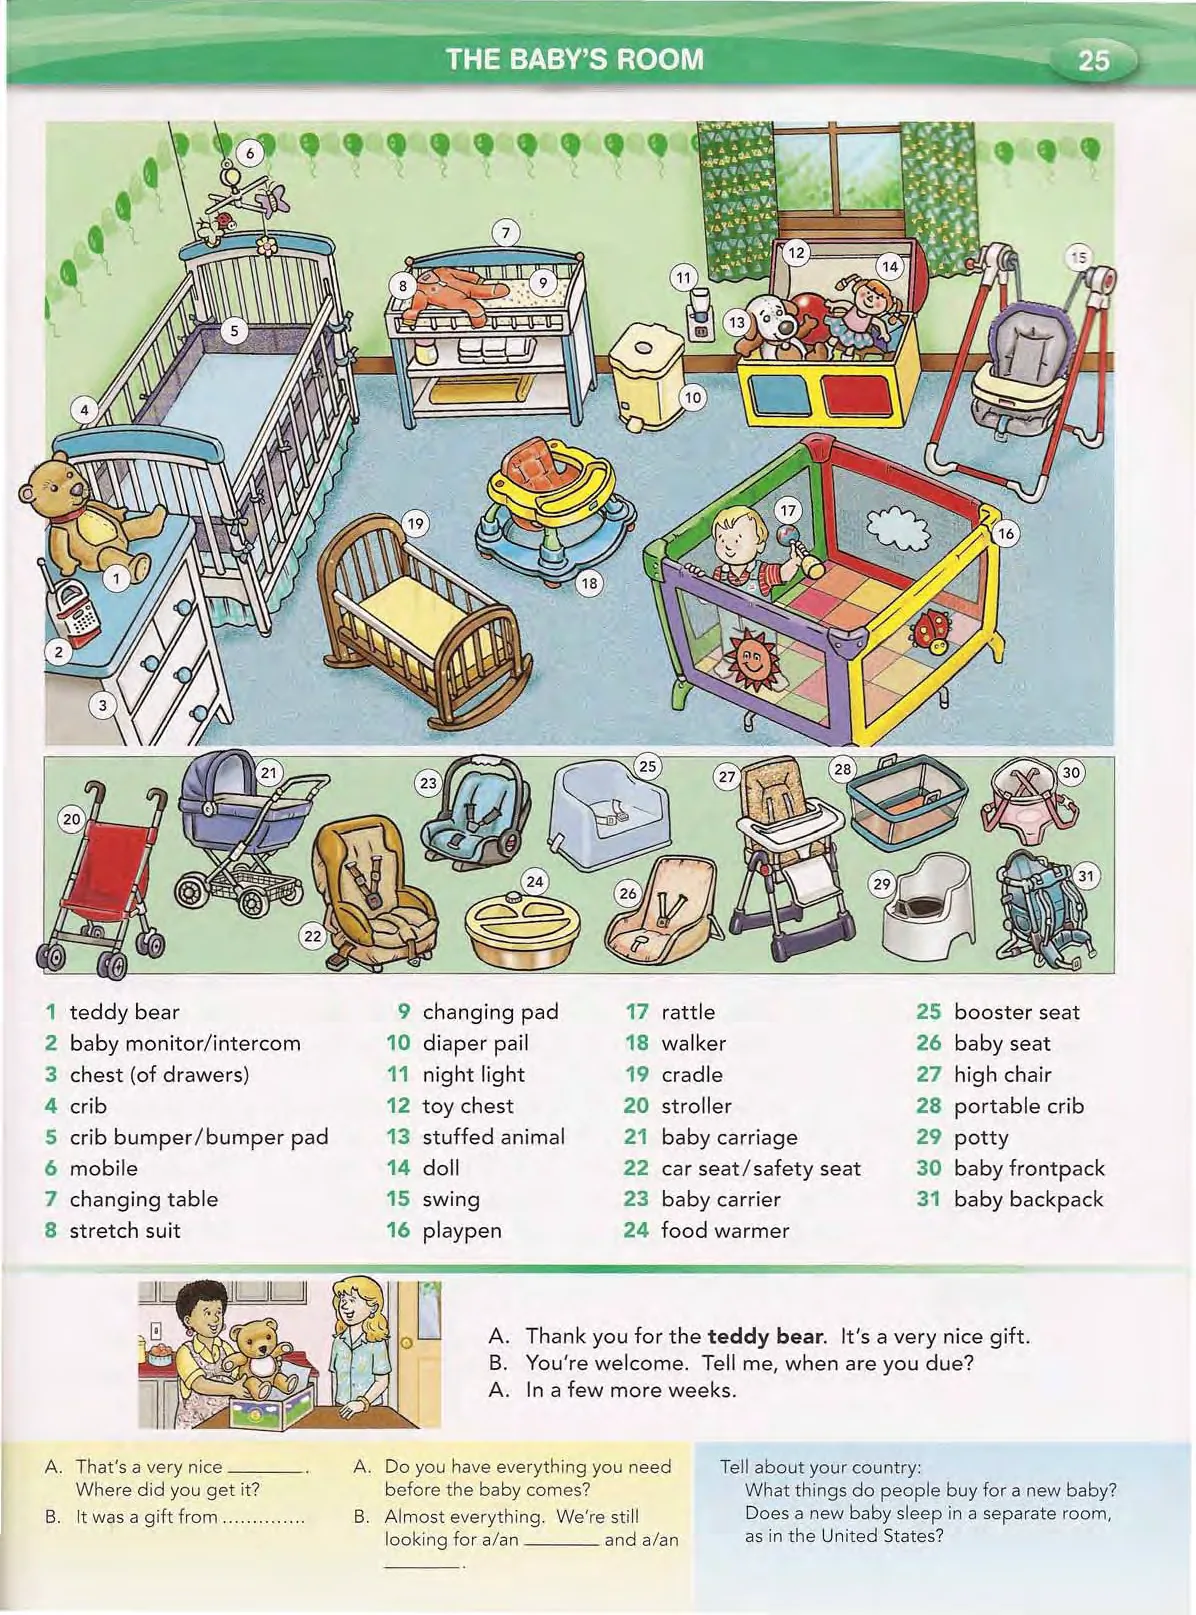 THE BABY'S ROOM
25
6
7
8
9
11
12
14
15
13
5
4
10
19
17
16
1
18
2
3
20
21
23
25
27
28
30
22
24
26
29
31
1 teddy bear
2 baby monitor/intercom
3 chest (of drawers)
4 crib
5 crib bumper/bumper pad
6 mobile
7 changing table
8 stretch suit
9 changing pad
10 diaper pail
11 night light
12 toy chest
13 stuffed animal
14 doll
15 swing
16 playpen
17 rattle
18 walker
19 cradle
20 stroller
21 baby carriage
22 car seat/safety seat
23 baby carrier
24 food warmer
25 booster seat
26 baby seat
27 high chair
28 portable crib
29 potty
30 baby frontpack
31 baby backpack
A. Thank you for the teddy bear. It's a very nice gift.
B. You're welcome. Tell me, when are you due?
A. In a few more weeks.
A. That's a very nice ________.
Where did you get it?
B. It was a gift from ..............
A. Do you have everything you need
before the baby comes?
B. Almost everything. We're still
looking for a/an ________ and a/an
________.
Tell about your country:
What things do people buy for a new baby?
Does a new baby sleep in a separate room,
as in the United States?